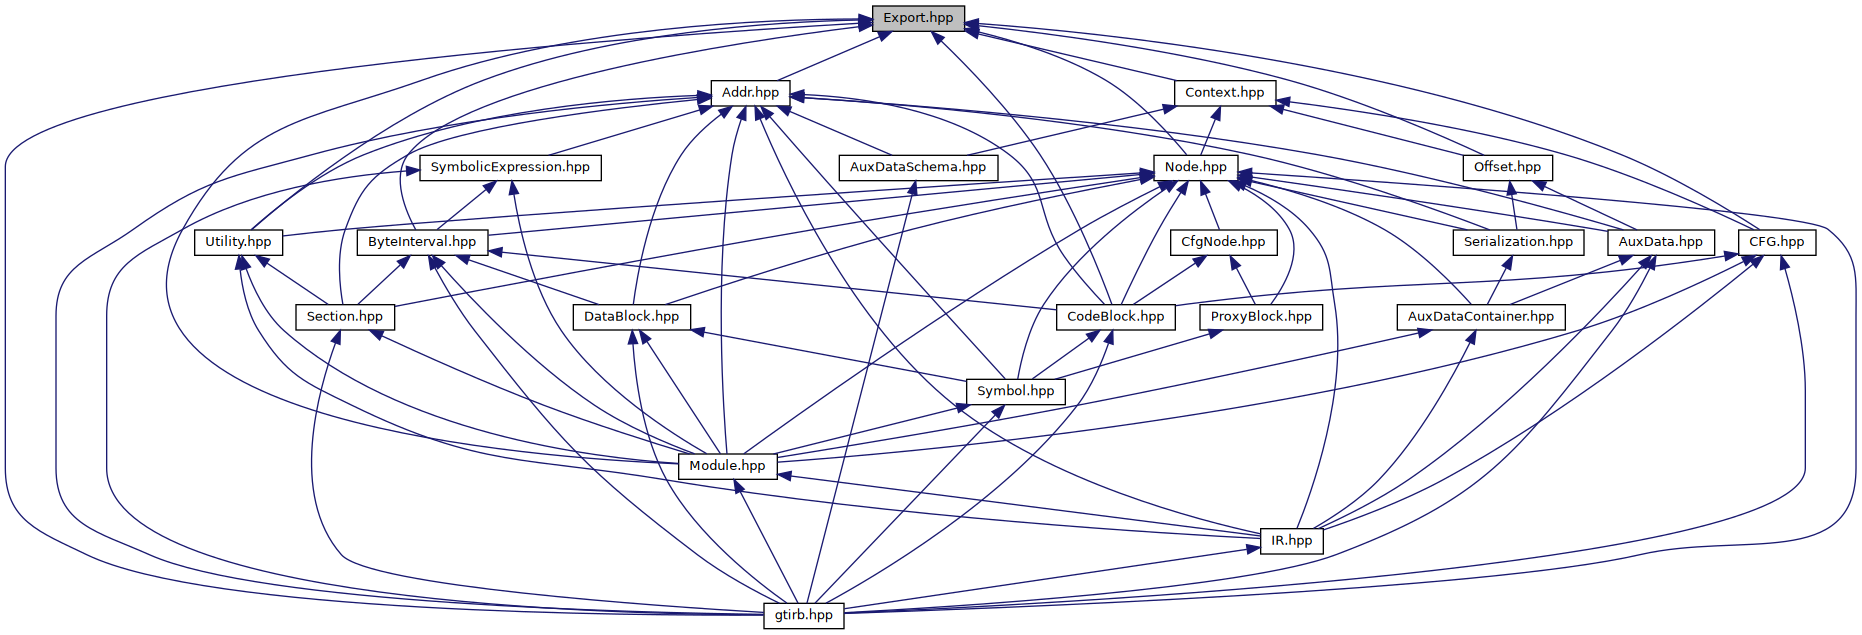 Export.hpp
Addr.hpp
Context.hpp
SymbolicExpression.hpp
AuxDataSchema.hpp
Node.hpp
Offset.hpp
Utility.hpp
ByteInterval.hpp
CfgNode.hpp
Serialization.hpp
AuxData.hpp
CFG.hpp
Section.hpp
DataBlock.hpp
CodeBlock.hpp
ProxyBlock.hpp
AuxDataContainer.hpp
Symbol.hpp
Module.hpp
IR.hpp
gtirb.hpp